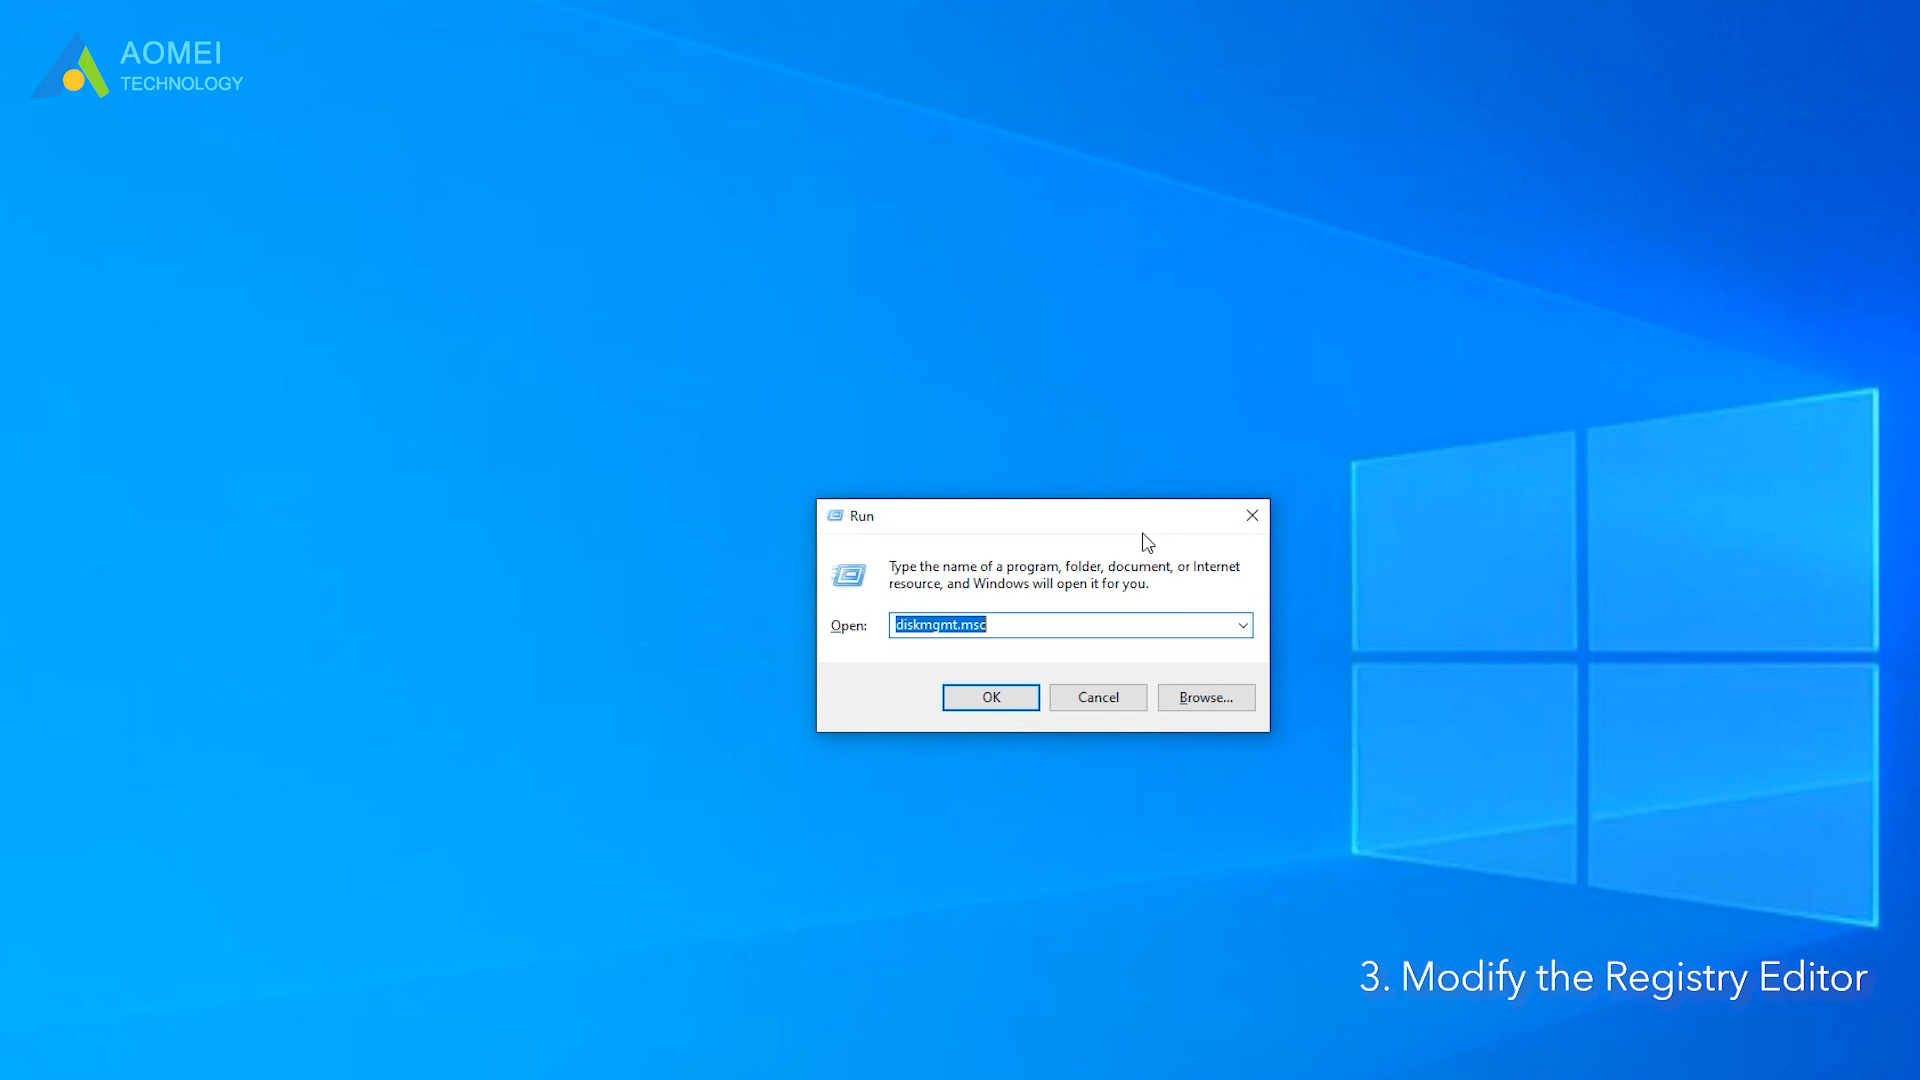 AOMEI
TECHNOLOGY
Run
Type the name of a program, folder, document, or Internet
resource, and Windows will open it for you.
Open: diskmgmt.msc
OK Cancel Browse...
3. Modify the Registry Editor